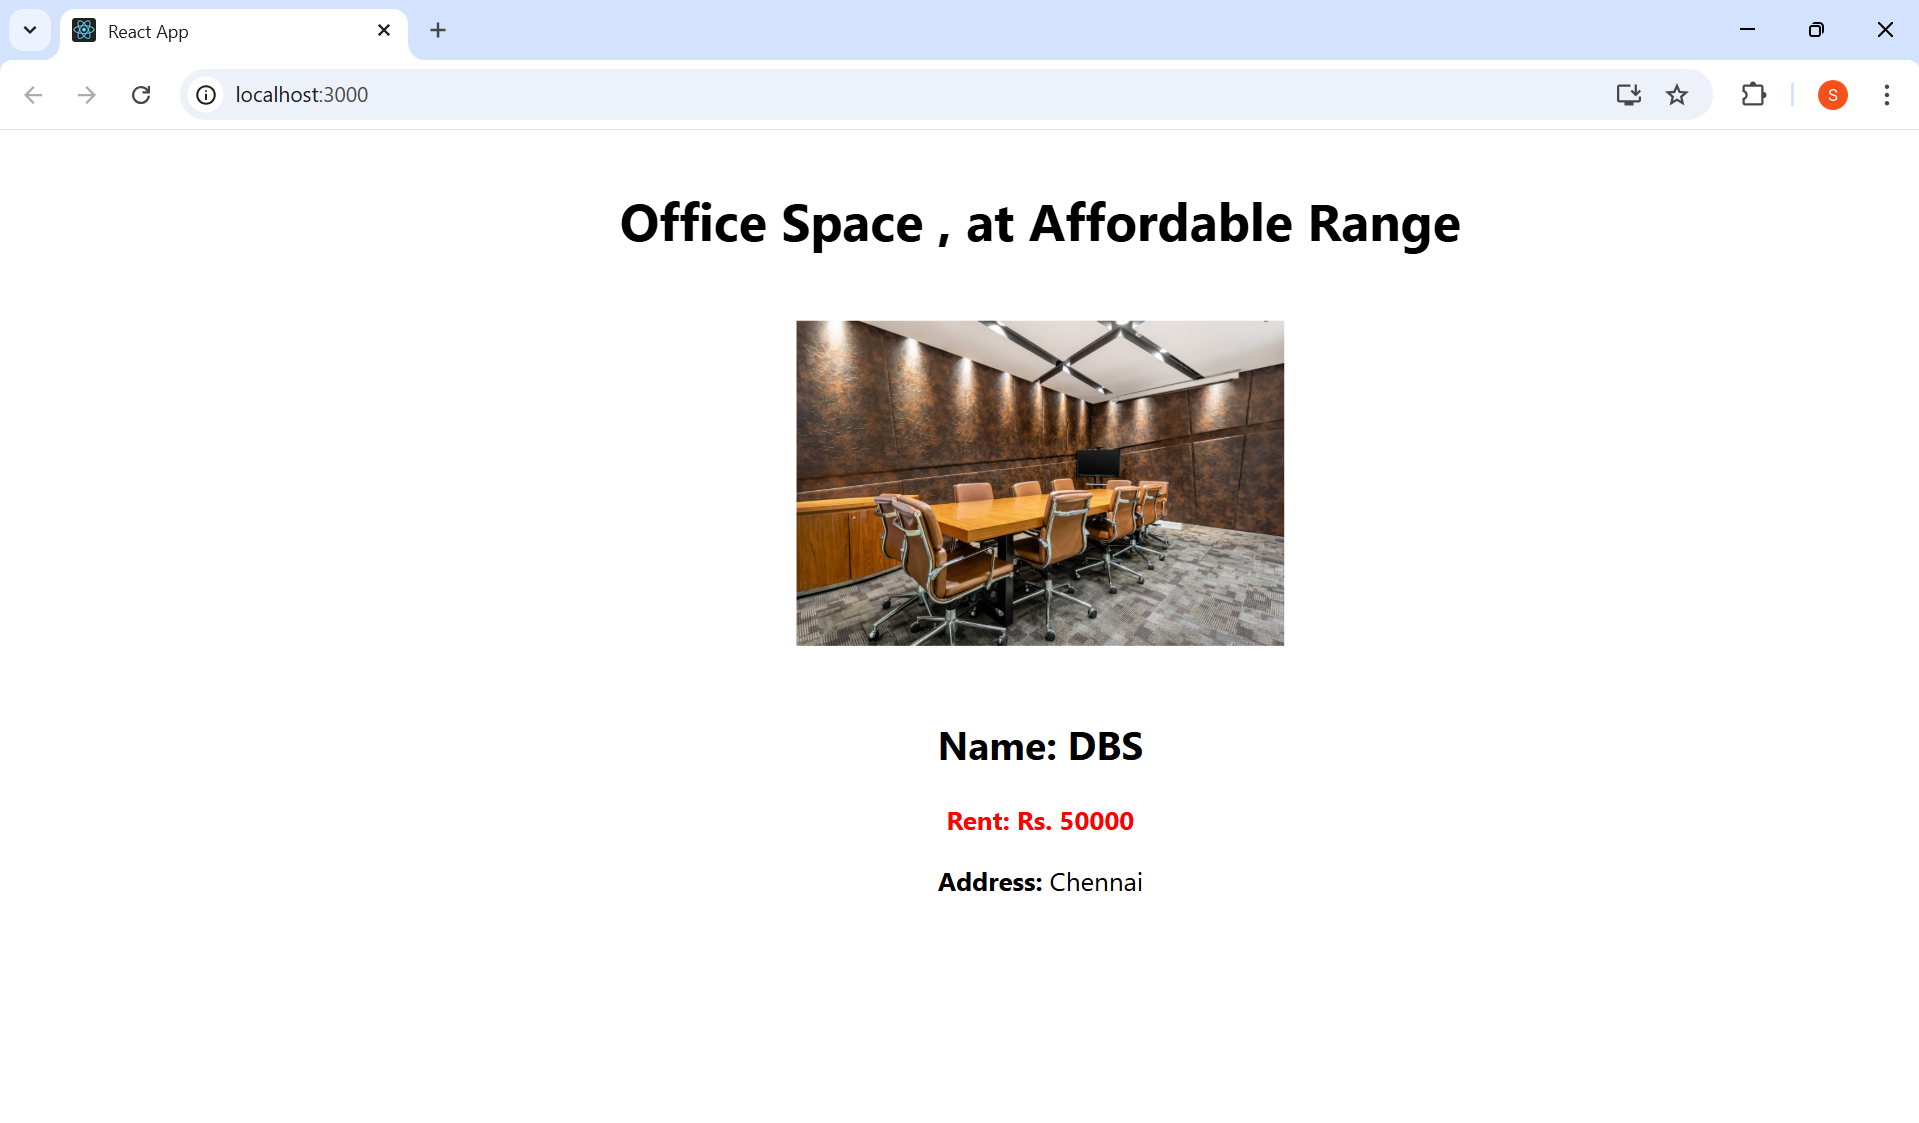 React App
localhost:3000
S
Office Space , at Affordable Range
Name: DBS
Rent: Rs. 50000
Address: Chennai